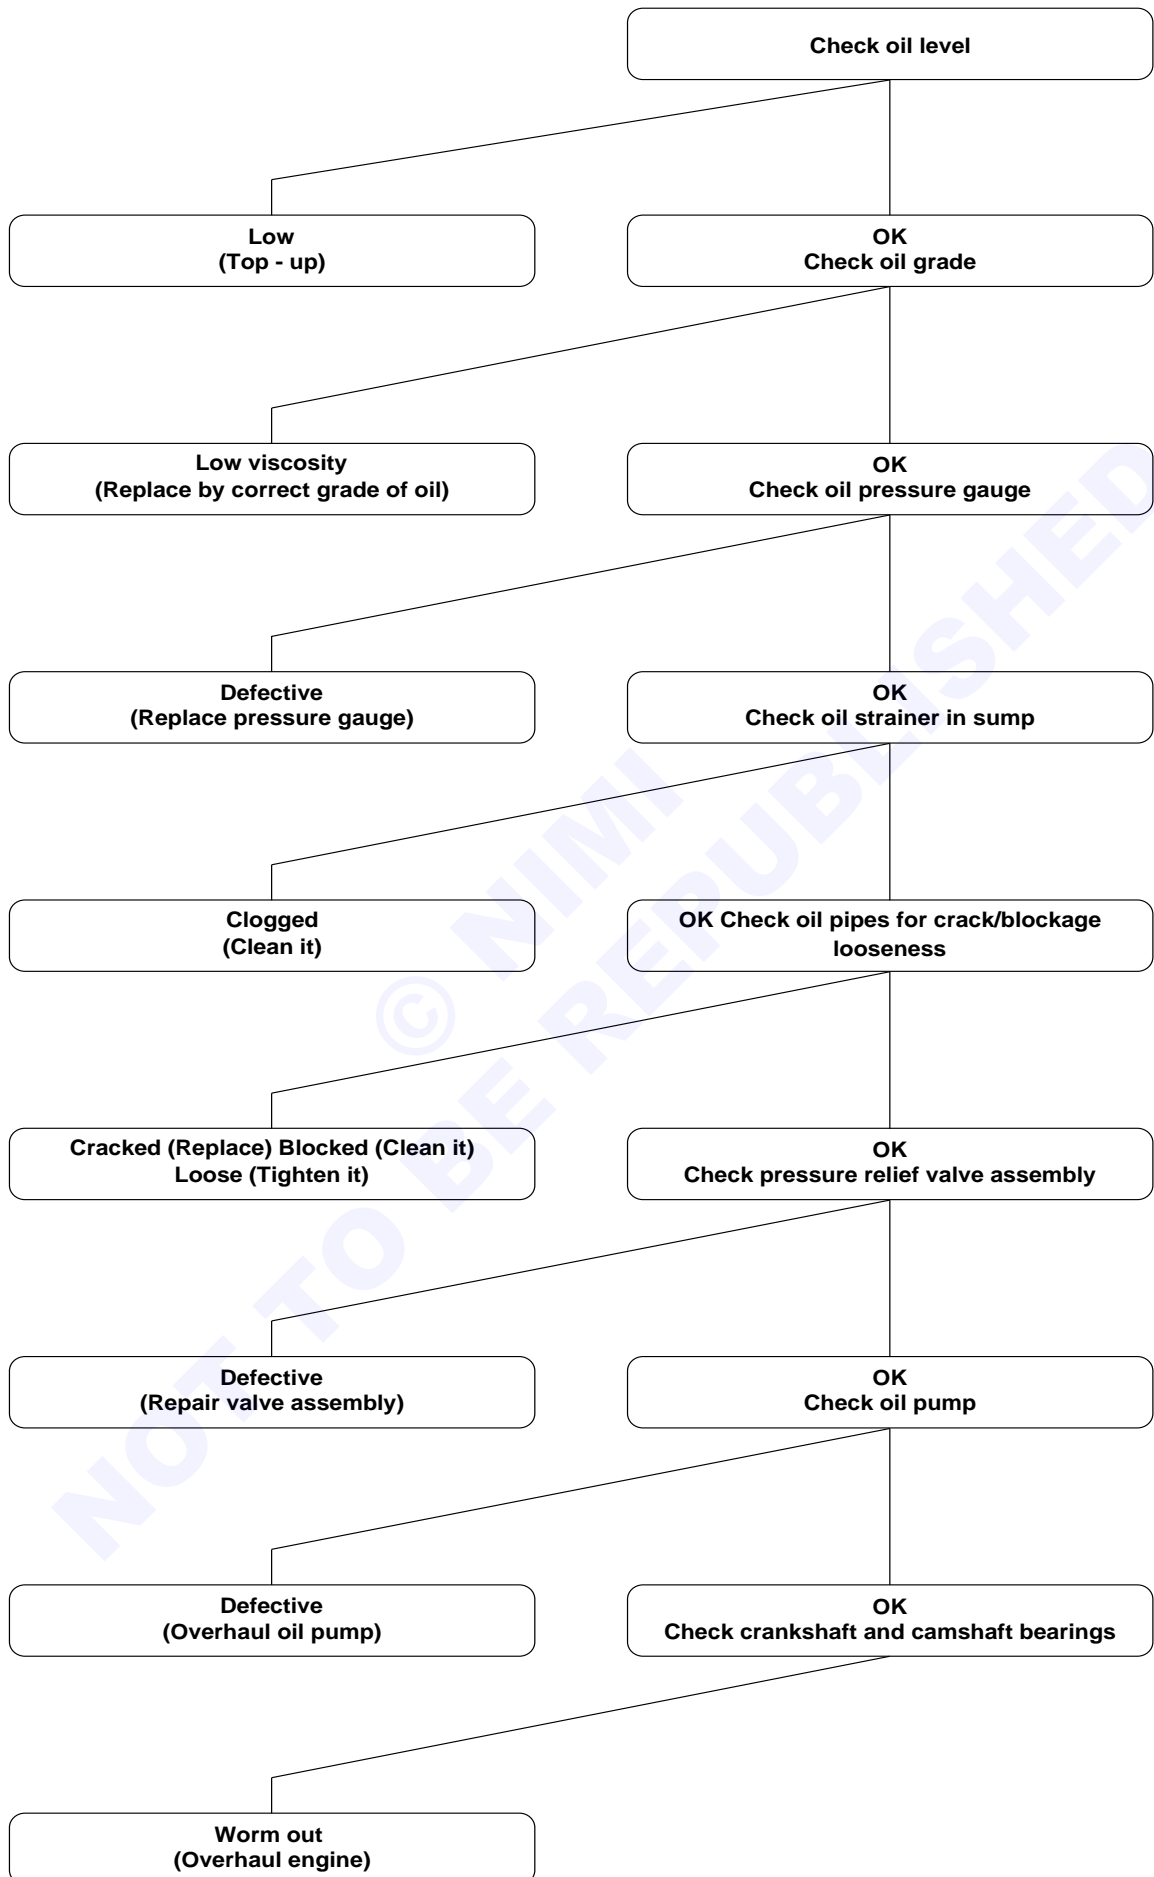 Check oil level
Low
(Top - up)
OK
Check oil grade
Low viscosity
(Replace by correct grade of oil)
OK
Check oil pressure gauge
Defective
(Replace pressure gauge)
OK
Check oil strainer in sump
Clogged
(Clean it)
OK Check oil pipes for crack/blockage
looseness
Cracked (Replace) Blocked (Clean it)
Loose (Tighten it)
OK
Check pressure relief valve assembly
Defective
(Repair valve assembly)
OK
Check oil pump
Defective
(Overhaul oil pump)
OK
Check crankshaft and camshaft bearings
Worm out
(Overhaul engine)
© NIMI
NOT TO BE REPUBLISHED